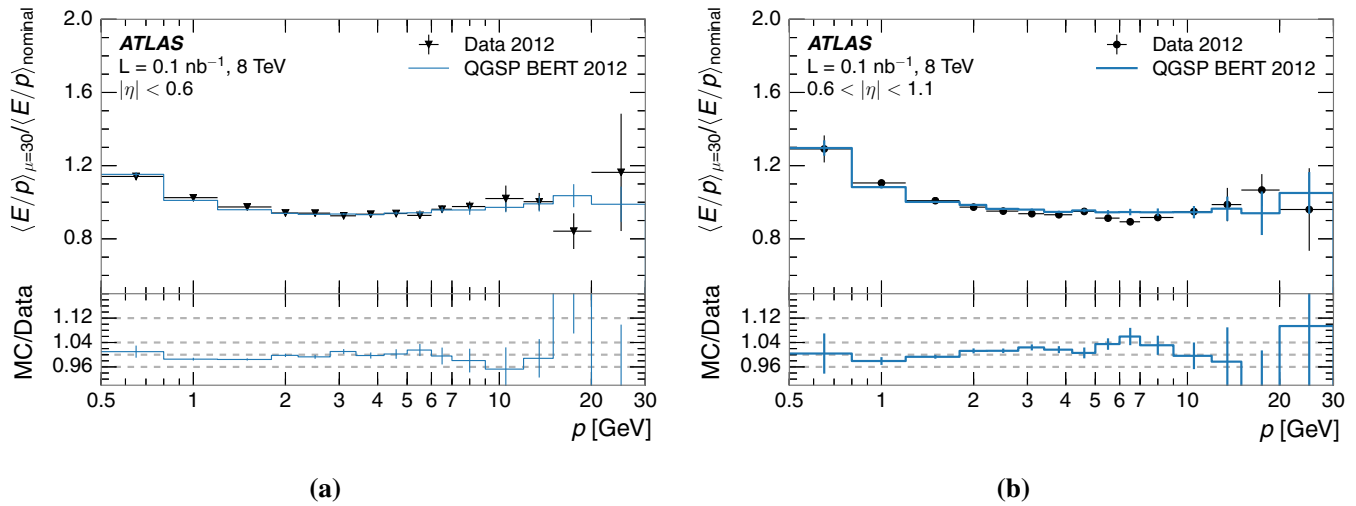 2.0
ATLAS
Data 2012
L = 0.1 nb⁻¹, 8 TeV
QGSP BERT 2012
|η| < 0.6
1.6
1.2
0.8
⟨E/p⟩μ=30/⟨E/p⟩nominal
1.12
1.04
0.96
MC/Data
0.5 1 2 3 4 5 6 7 10 20 30
p [GeV]
(a)
2.0
ATLAS
Data 2012
L = 0.1 nb⁻¹, 8 TeV
QGSP BERT 2012
0.6 < |η| < 1.1
1.6
1.2
0.8
⟨E/p⟩μ=30/⟨E/p⟩nominal
1.12
1.04
0.96
MC/Data
0.5 1 2 3 4 5 6 7 10 20 30
p [GeV]
(b)